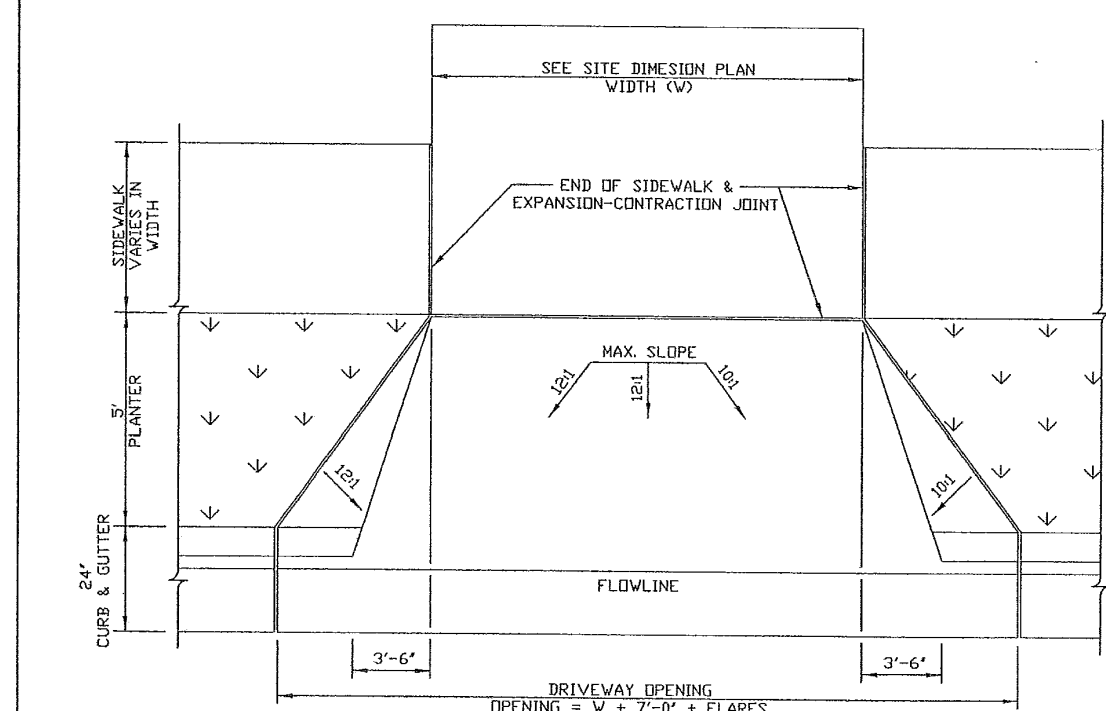 SEE SITE DIMESION PLAN
WIDTH (W)
SIDEWALK
VARIES IN
WIDTH
END OF SIDEWALK &
EXPANSION-CONTRACTION JOINT
MAX. SLOPE
12:1
12:1
10:1
5'
PLANTER
12:1
10:1
24"
CURB & GUTTER
FLOWLINE
3'-6"
3'-6"
DRIVEWAY OPENING
OPENING = W + 7'-0" + FLARES